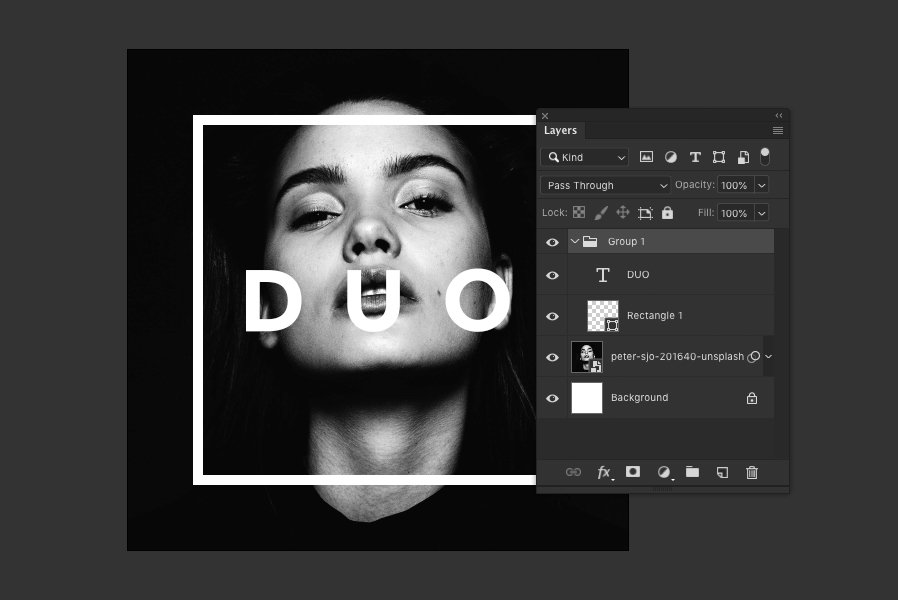 DUO
Layers
Kind
Pass Through Opacity: 100%
Lock: Fill: 100%
Group 1
DUO
Rectangle 1
peter-sjo-201640-unsplash
Background